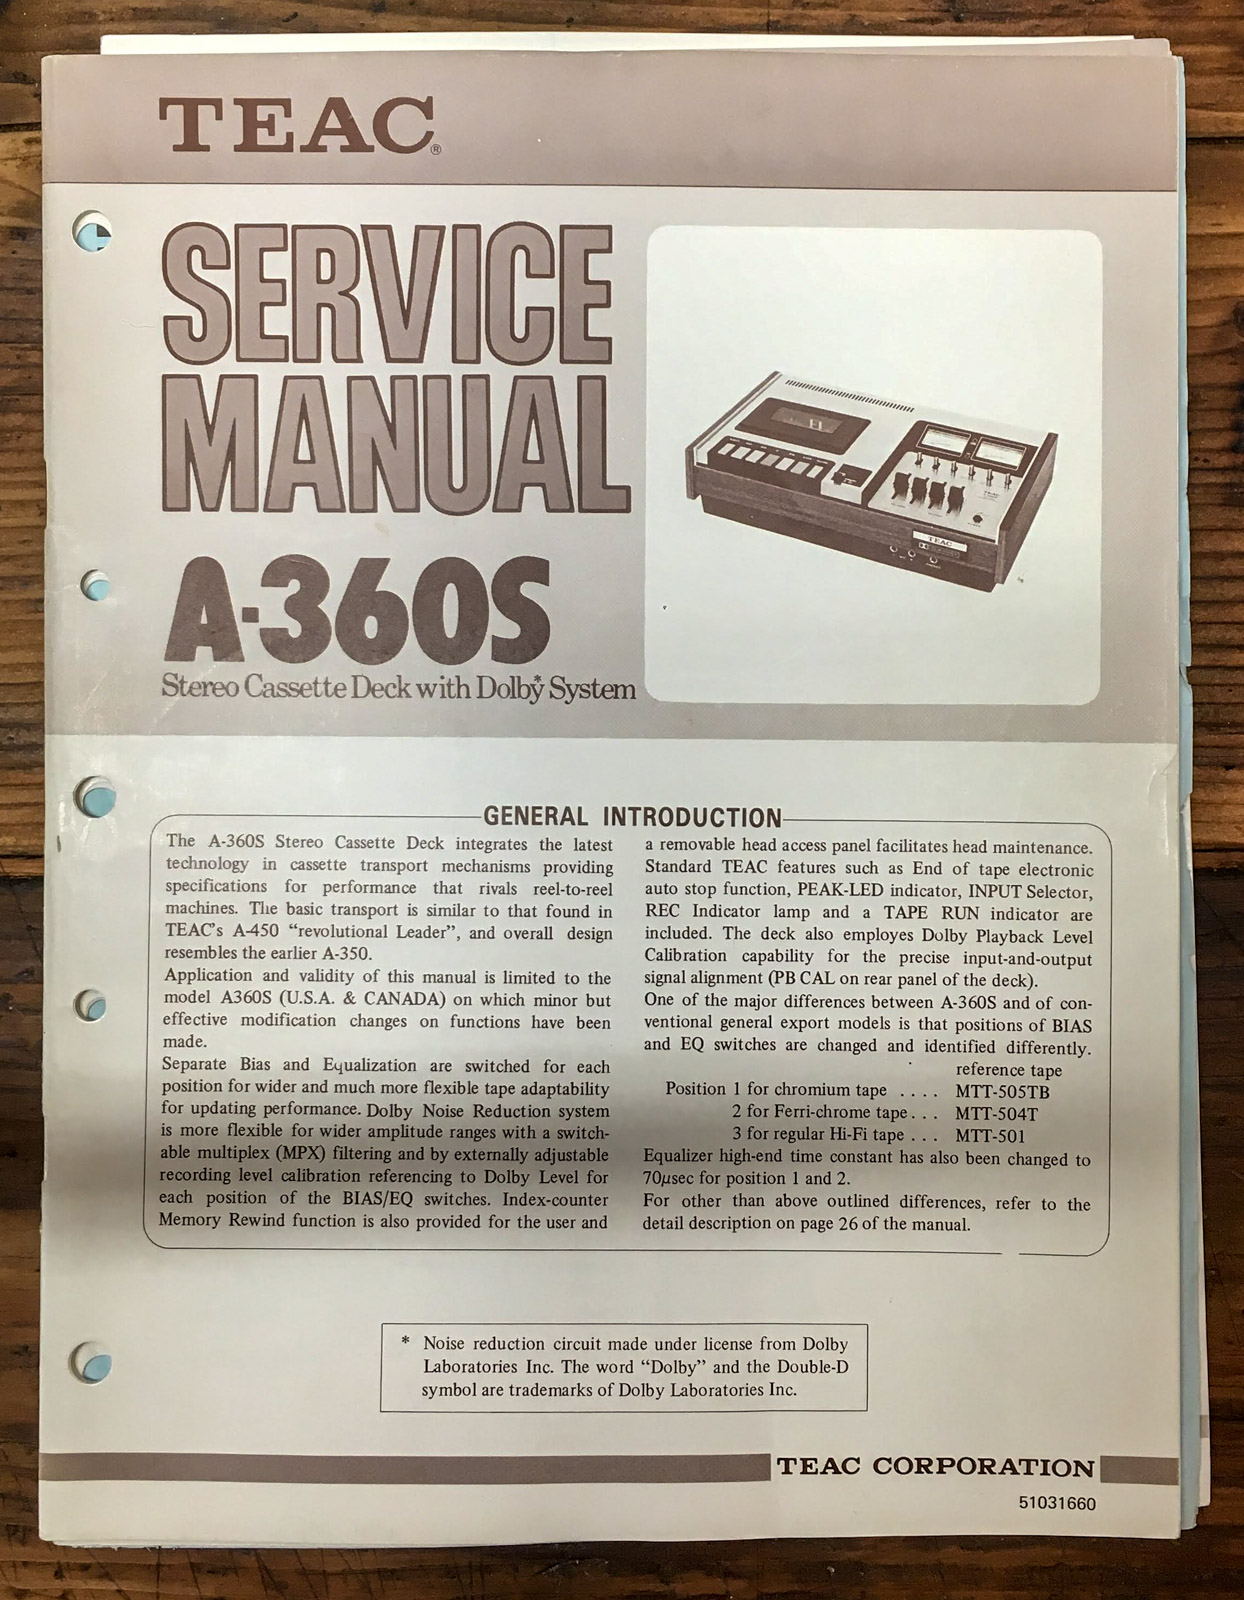 TEAC®
SERVICE
MANUAL
A-360S
Stereo Cassette Deck with Dolby* System
TEAC
TEAC
GENERAL INTRODUCTION
The A-360S Stereo Cassette Deck integrates the latest
technology in cassette transport mechanisms providing
specifications for performance that rivals reel-to-reel
machines. The basic transport is similar to that found in
TEAC's A-450 “revolutional Leader”, and overall design
resembles the earlier A-350.
Application and validity of this manual is limited to the
model A360S (U.S.A. & CANADA) on which minor but
effective modification changes on functions have been
made.
Separate Bias and Equalization are switched for each
position for wider and much more flexible tape adaptability
for updating performance. Dolby Noise Reduction system
is more flexible for wider amplitude ranges with a switch-
able multiplex (MPX) filtering and by externally adjustable
recording level calibration referencing to Dolby Level for
each position of the BIAS/EQ switches. Index-counter
Memory Rewind function is also provided for the user and
a removable head access panel facilitates head maintenance.
Standard TEAC features such as End of tape electronic
auto stop function, PEAK-LED indicator, INPUT Selector,
REC Indicator lamp and a TAPE RUN indicator are
included. The deck also employes Dolby Playback Level
Calibration capability for the precise input-and-output
signal alignment (PB CAL on rear panel of the deck).
One of the major differences between A-360S and of con-
ventional general export models is that positions of BIAS
and EQ switches are changed and identified differently.
reference tape
Position 1 for chromium tape . . . . MTT-505TB
2 for Ferri-chrome tape . . . MTT-504T
3 for regular Hi-Fi tape . . . MTT-501
Equalizer high-end time constant has also been changed to
70μsec for position 1 and 2.
For other than above outlined differences, refer to the
detail description on page 26 of the manual.
* Noise reduction circuit made under license from Dolby
Laboratories Inc. The word “Dolby” and the Double-D
symbol are trademarks of Dolby Laboratories Inc.
TEAC CORPORATION
51031660